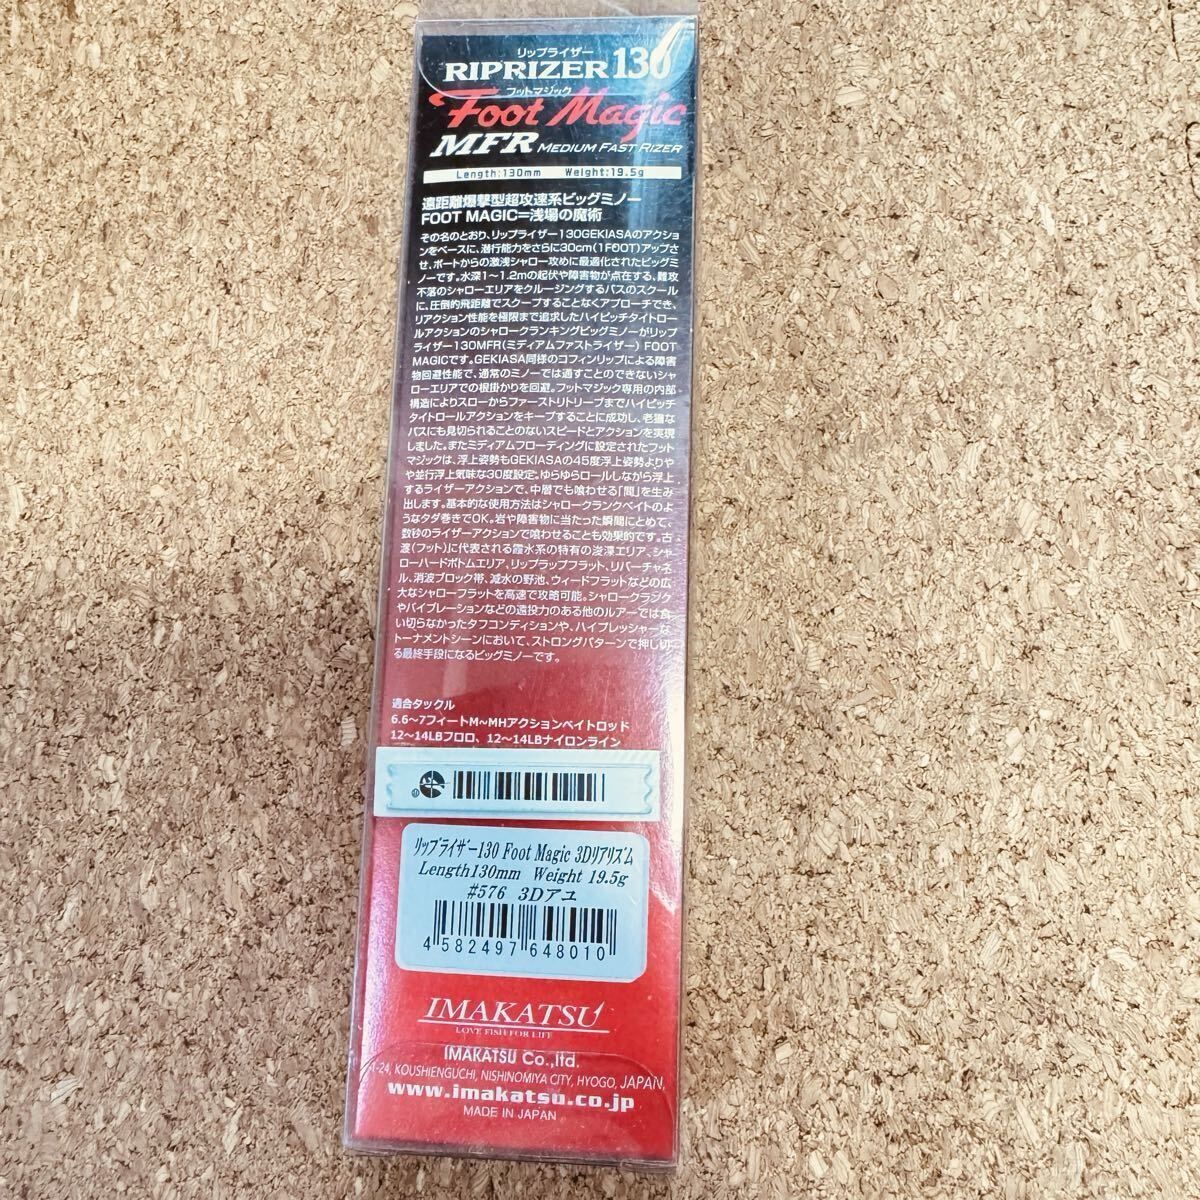 リップライザー
RIPRIZER 130
フットマジック
Foot Magic
MFR MEDIUM FAST RIZER
Length:130mm Weight:19.5g
遠距離爆撃型超攻速系ビッグミノー
FOOT MAGIC=浅場の魔術
その名のとおり、リップライザー130GEKIASAのアクショ
ンをベースに、潜行能力をさらに30cm(1FOOT)アップさ
せ、ボートからの激浅シャロー攻めに最適化されたビッグミ
ノーです。水深1〜1.2mの起伏や障害物が点在する、難攻
不落のシャローエリアをクルージングするバスのスクール
に、圧倒的飛距離でスクープすることなくアプローチでき、
リアクション性能を極限まで追求したハイピッチタイトロー
ルアクションのシャロークランキングビッグミノーがリップ
ライザー130MFR(ミディアムファストライザー) FOOT
MAGICです。GEKIASA同様のコフィンリップによる障害
物回避性能で、通常のミノーでは通すことのできないシャ
ローエリアでの根掛かりを回避。フットマジック専用の内部
構造によりスローからファーストリトリーブまでハイピッチ
タイトロールアクションをキープすることに成功し、老獪な
バスにも見切られることのないスピードとアクションを実現
しました。またミディアムフローティングに設定されたフット
マジックは、浮上姿勢もGEKIASAの45度浮上姿勢よりや
や並行浮上気味な30度設定。ゆらゆらロールしながら浮上
するライザーアクションで、中層でも喰わせる「間」を生み
出します。基本的な使用方法はシャロークランクベイトのよ
うなタダ巻きでOK。岩や障害物に当たった瞬間にとめて、
数秒のライザーアクションで喰わせることも効果的です。古
渡(フット)に代表される霞水系の特有の浚渫エリア、シャ
ローハードボトムエリア、リップラップフラット、リバーチャネ
ル、消波ブロック帯、減水の野池、ウィードフラットなどの広
大なシャローフラットを高速で攻略可能。シャロークランク
やバイブレーションなどの遠投力のある他のルアーでは食
い切らなかったタフコンディションや、ハイプレッシャーな
トーナメントシーンにおいて、ストロングパターンで押し切
る最終手段になるビッグミノーです。
適合タックル
6.6〜7フィートM〜MHアクションベイトロッド
12〜14LBフロロ、12〜14LBナイロンライン
リップライザー130 Foot Magic 3Dリアリズム
Length130mm Weight 19.5g
#576 3Dアユ
4 582497 648010
IMAKATSU
LOVE FISH FOR LIFE
IMAKATSU Co.,ltd.
1-24, KOUSHIENGUCHI, NISHINOMIYA CITY, HYOGO, JAPAN,
www.imakatsu.co.jp
MADE IN JAPAN